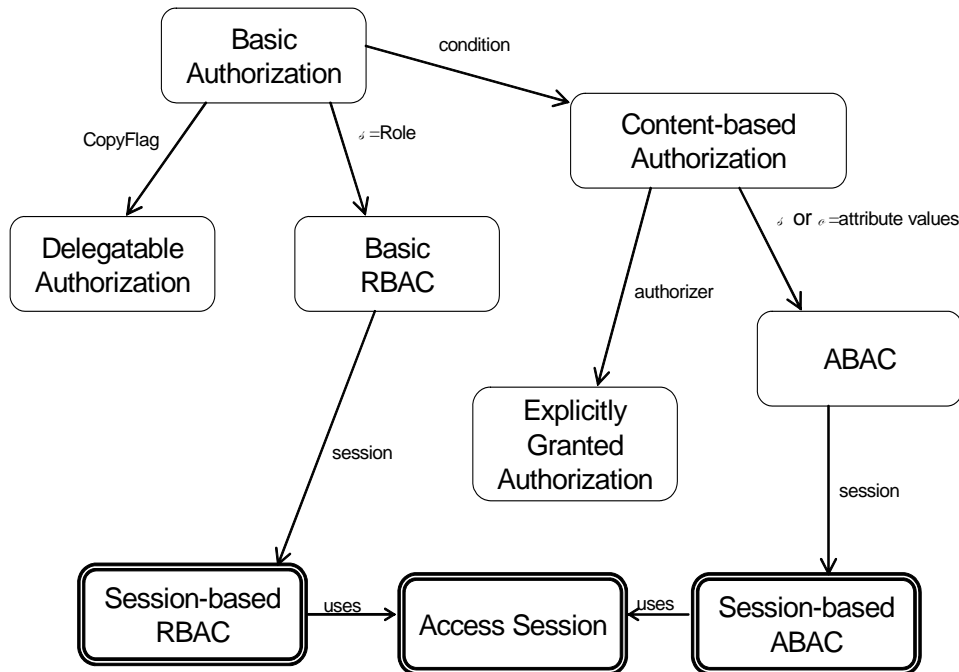 Basic
Authorization
condition
CopyFlag
𝓈 =Role
Content-based
Authorization
Delegatable
Authorization
Basic
RBAC
𝓈 or ℴ =attribute values
authorizer
ABAC
Explicitly
Granted
Authorization
session
session
Session-based
RBAC
uses
Access Session
uses
Session-based
ABAC